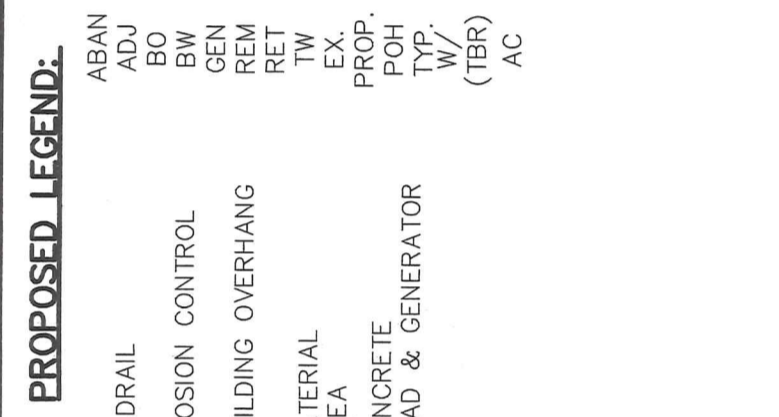 PROPOSED LEGEND:
ABAN
DRAIL ADJ
BO
OSION CONTROL BW
GEN
ILDING OVERHANG REM
RET
TERIAL TW
EA EX.
PROP.
NCRETE POH
AD & GENERATOR TYP.
W/
(TBR)
AC